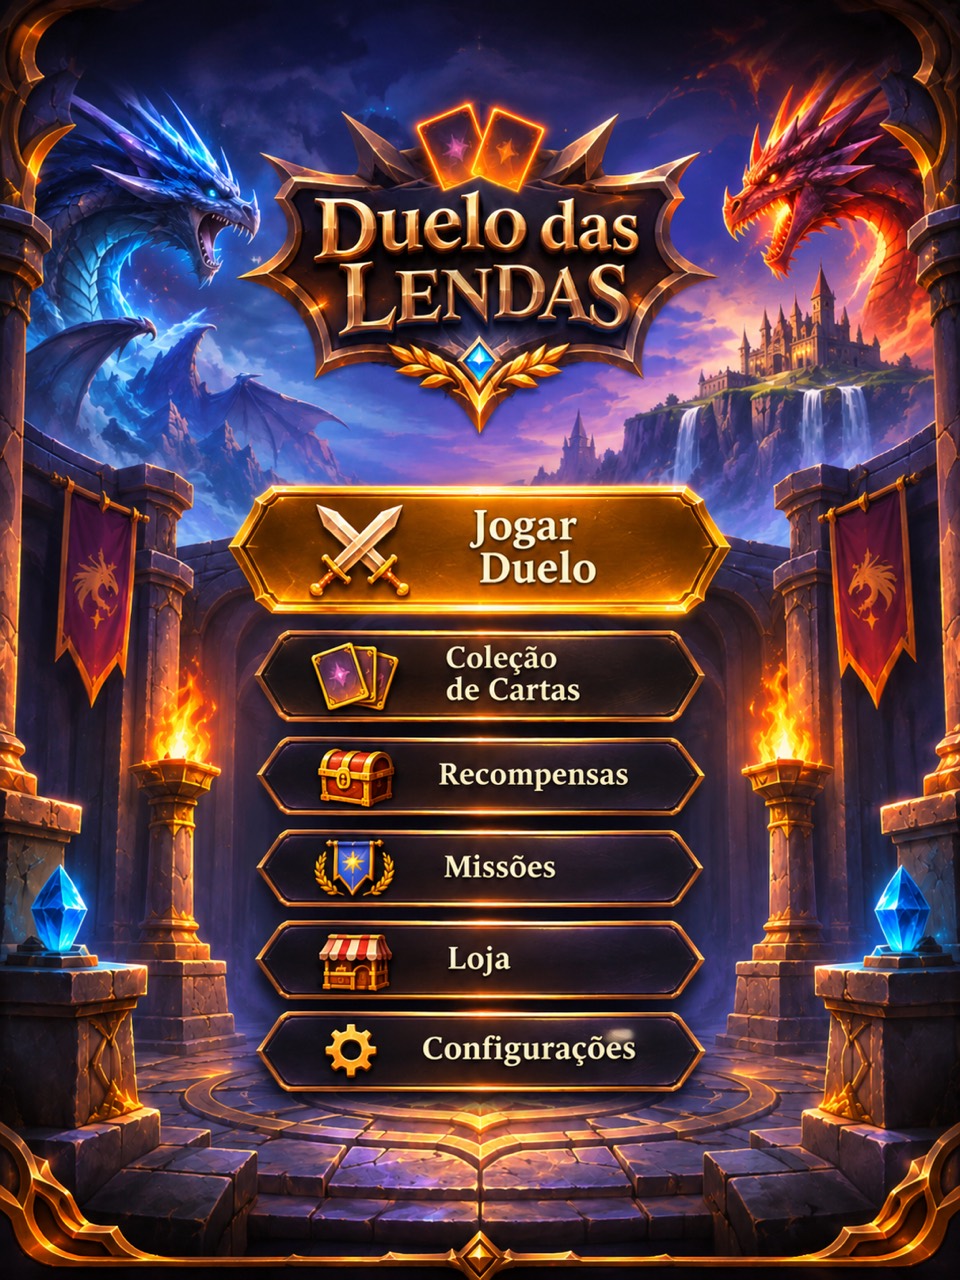 Duelo das
LENDAS
Jogar
Duelo
Coleção
de Cartas
Recompensas
Missões
Loja
Configurações